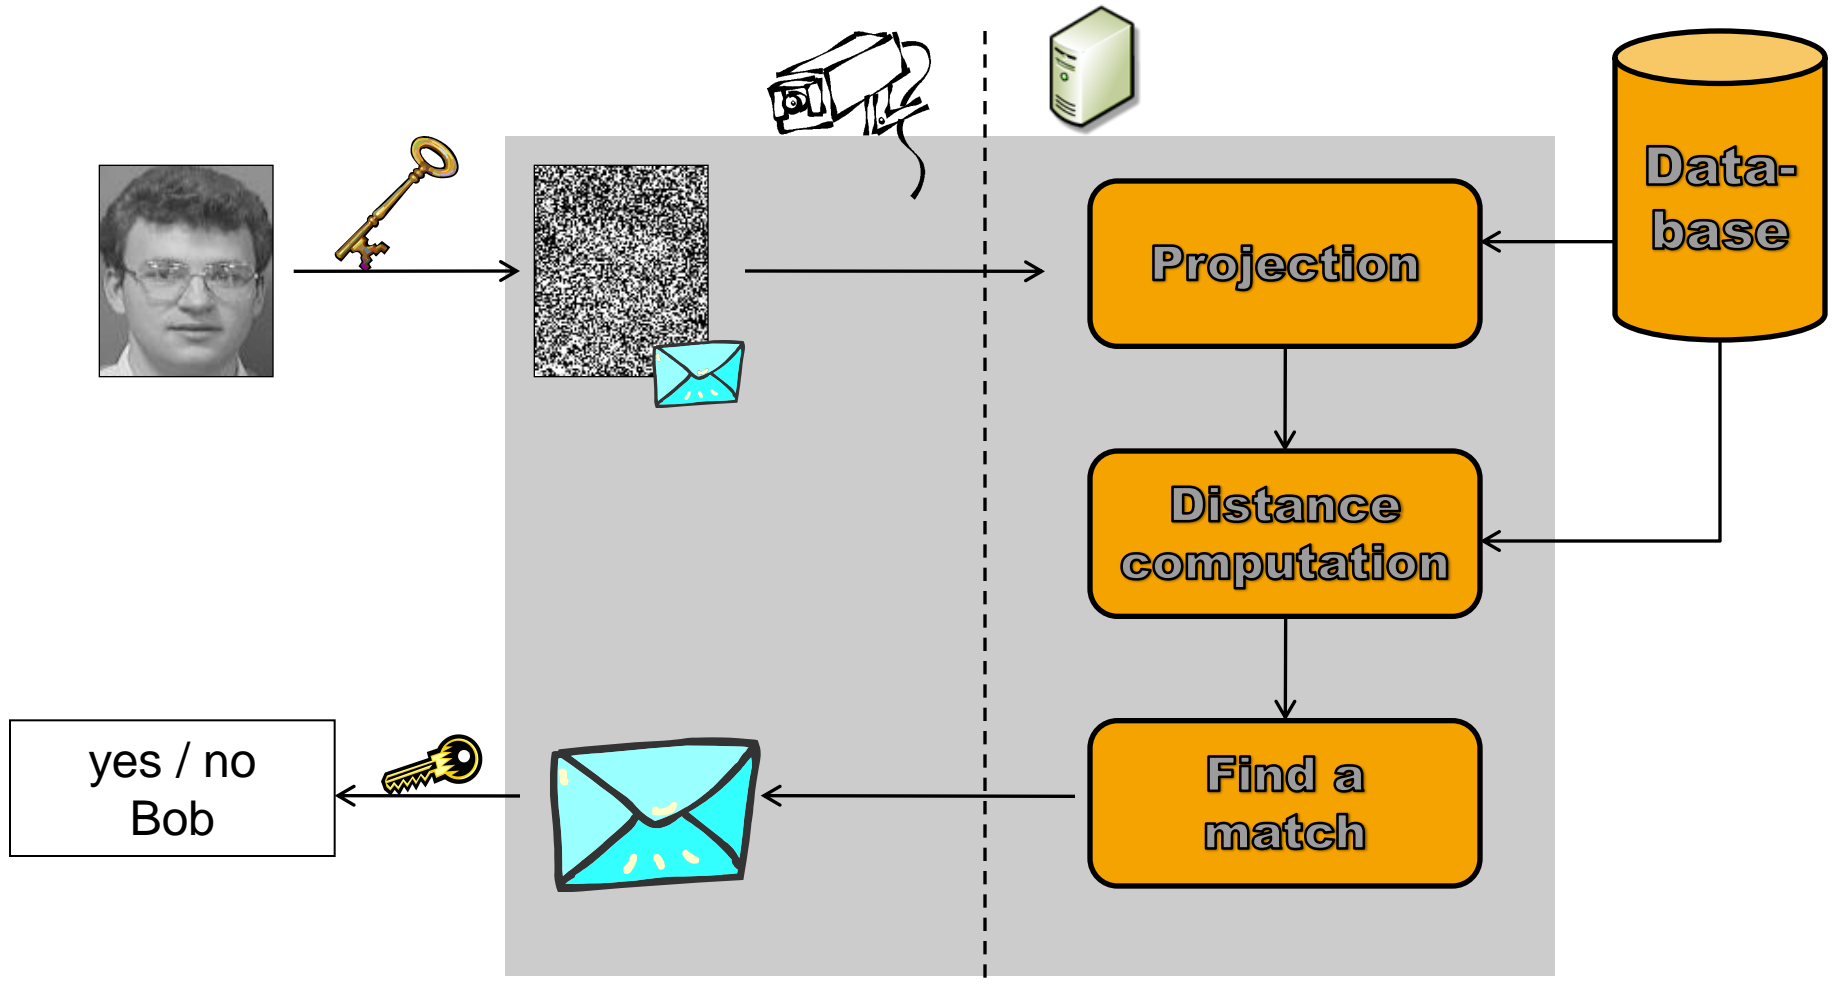 Data-
base
Projection
Distance
computation
Find a
match
yes / no
Bob